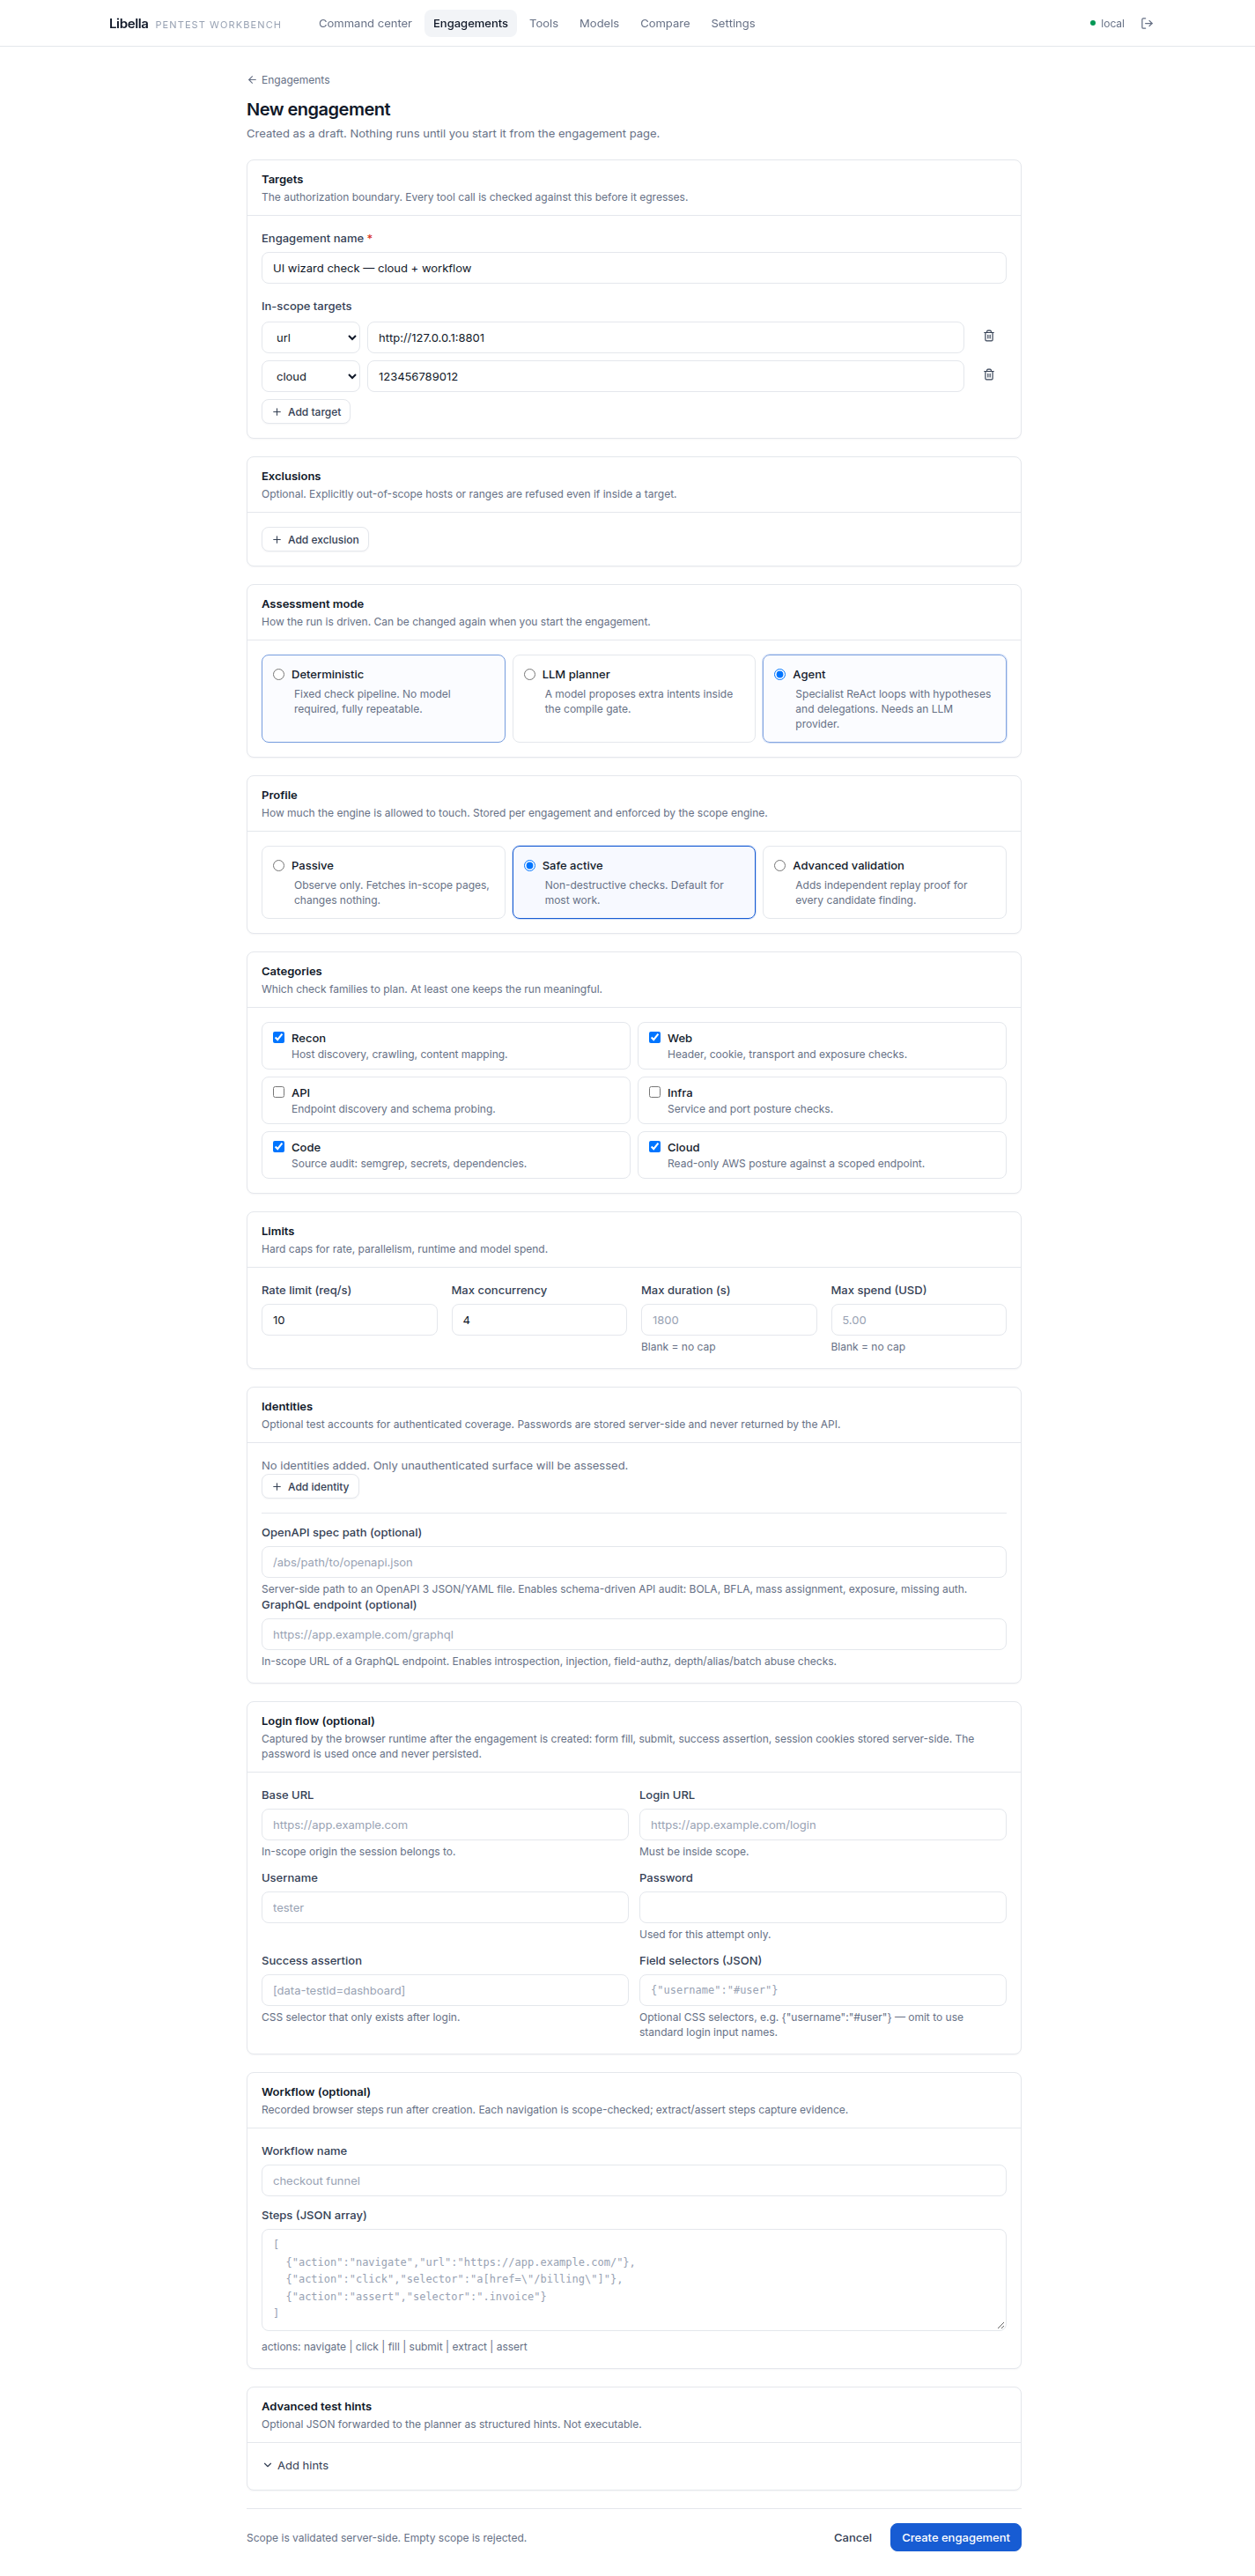 Libella PENTEST WORKBENCH Command center Engagements Tools Models Compare Settings local
Engagements
New engagement
Created as a draft. Nothing runs until you start it from the engagement page.
Targets
The authorization boundary. Every tool call is checked against this before it egresses.
Engagement name *
UI wizard check — cloud + workflow
In-scope targets
url http://127.0.0.1:8801
cloud 123456789012
Add target
Exclusions
Optional. Explicitly out-of-scope hosts or ranges are refused even if inside a target.
Add exclusion
Assessment mode
How the run is driven. Can be changed again when you start the engagement.
Deterministic
Fixed check pipeline. No model
required, fully repeatable.
LLM planner
A model proposes extra intents inside
the compile gate.
Agent
Specialist ReAct loops with hypotheses
and delegations. Needs an LLM
provider.
Profile
How much the engine is allowed to touch. Stored per engagement and enforced by the scope engine.
Passive
Observe only. Fetches in-scope pages,
changes nothing.
Safe active
Non-destructive checks. Default for
most work.
Advanced validation
Adds independent replay proof for
every candidate finding.
Categories
Which check families to plan. At least one keeps the run meaningful.
Recon
Host discovery, crawling, content mapping.
Web
Header, cookie, transport and exposure checks.
API
Endpoint discovery and schema probing.
Infra
Service and port posture checks.
Code
Source audit: semgrep, secrets, dependencies.
Cloud
Read-only AWS posture against a scoped endpoint.
Limits
Hard caps for rate, parallelism, runtime and model spend.
Rate limit (req/s) Max concurrency Max duration (s) Max spend (USD)
10 4 1800 5.00
Blank = no cap Blank = no cap
Identities
Optional test accounts for authenticated coverage. Passwords are stored server-side and never returned by the API.
No identities added. Only unauthenticated surface will be assessed.
Add identity
OpenAPI spec path (optional)
/abs/path/to/openapi.json
Server-side path to an OpenAPI 3 JSON/YAML file. Enables schema-driven API audit: BOLA, BFLA, mass assignment, exposure, missing auth.
GraphQL endpoint (optional)
https://app.example.com/graphql
In-scope URL of a GraphQL endpoint. Enables introspection, injection, field-authz, depth/alias/batch abuse checks.
Login flow (optional)
Captured by the browser runtime after the engagement is created: form fill, submit, success assertion, session cookies stored server-side. The
password is used once and never persisted.
Base URL Login URL
https://app.example.com https://app.example.com/login
In-scope origin the session belongs to. Must be inside scope.
Username Password
tester
Used for this attempt only.
Success assertion Field selectors (JSON)
[data-testid=dashboard] {"username":"#user"}
CSS selector that only exists after login. Optional CSS selectors, e.g. {"username":"#user"} — omit to use
standard login input names.
Workflow (optional)
Recorded browser steps run after creation. Each navigation is scope-checked; extract/assert steps capture evidence.
Workflow name
checkout funnel
Steps (JSON array)
[
{"action":"navigate","url":"https://app.example.com/"},
{"action":"click","selector":"a[href=\"/billing\"]"},
{"action":"assert","selector":".invoice"}
]
actions: navigate | click | fill | submit | extract | assert
Advanced test hints
Optional JSON forwarded to the planner as structured hints. Not executable.
Add hints
Scope is validated server-side. Empty scope is rejected. Cancel Create engagement